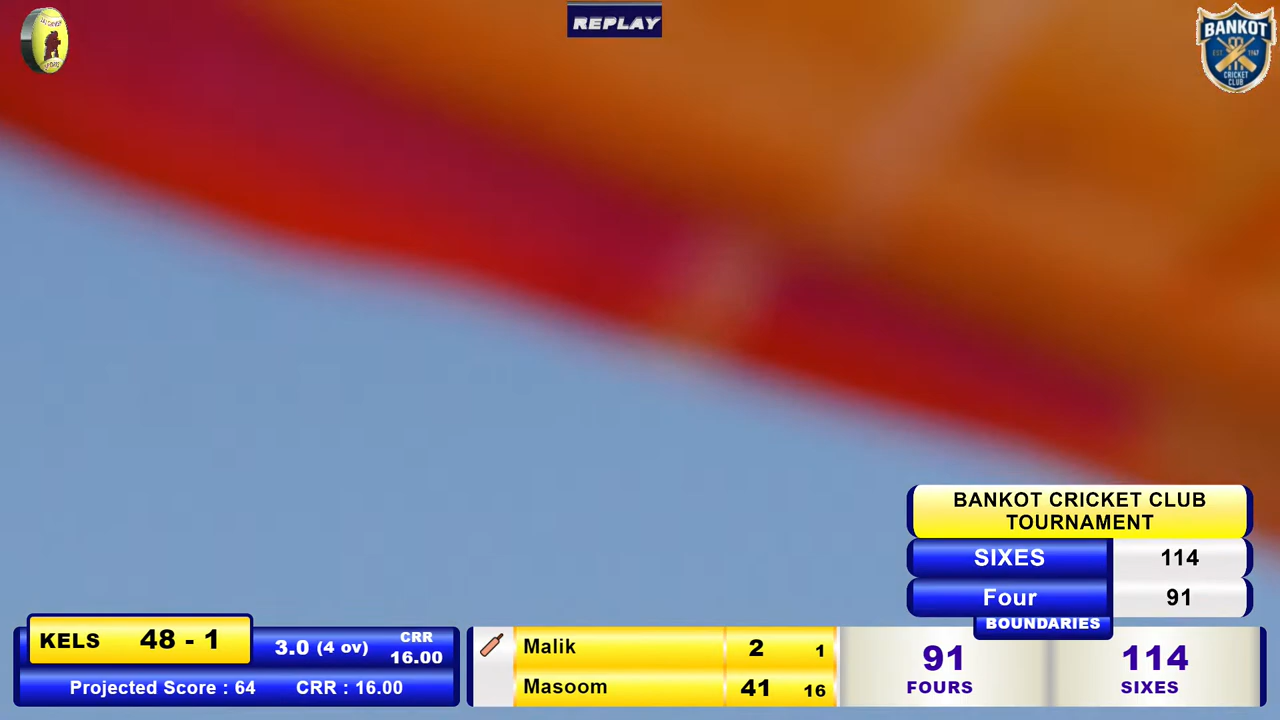 REPLAY
BANKOT
EST 1947
CRICKET
CLUB
BANKOT CRICKET CLUB
TOURNAMENT
SIXES 114
Four 91
BOUNDARIES
KELS 48 - 1
3.0 (4 ov)
CRR
16.00
Projected Score : 64 CRR : 16.00
Malik 2 1
Masoom 41 16
91
FOURS
114
SIXES